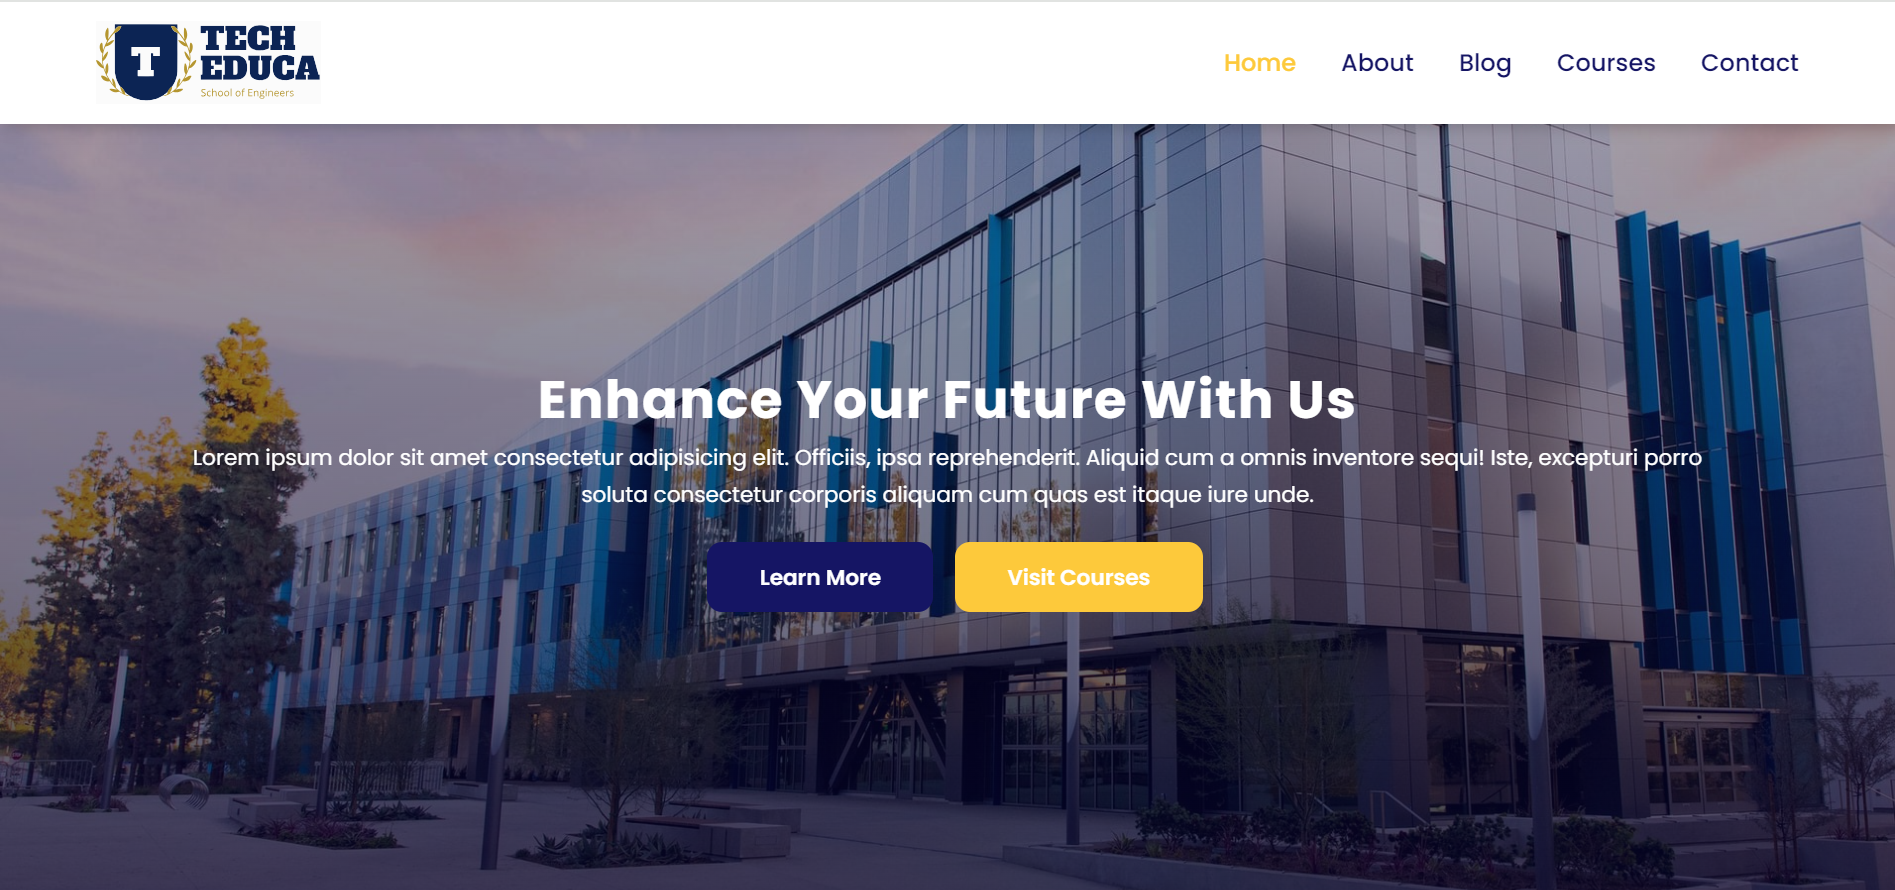 T
TECH
EDUCA
School of Engineers
Home About Blog Courses Contact
Enhance Your Future With Us
Lorem ipsum dolor sit amet consectetur adipisicing elit. Officiis, ipsa reprehenderit. Aliquid cum a omnis inventore sequi! Iste, excepturi porro
soluta consectetur corporis aliquam cum quas est itaque iure unde.
Learn More Visit Courses